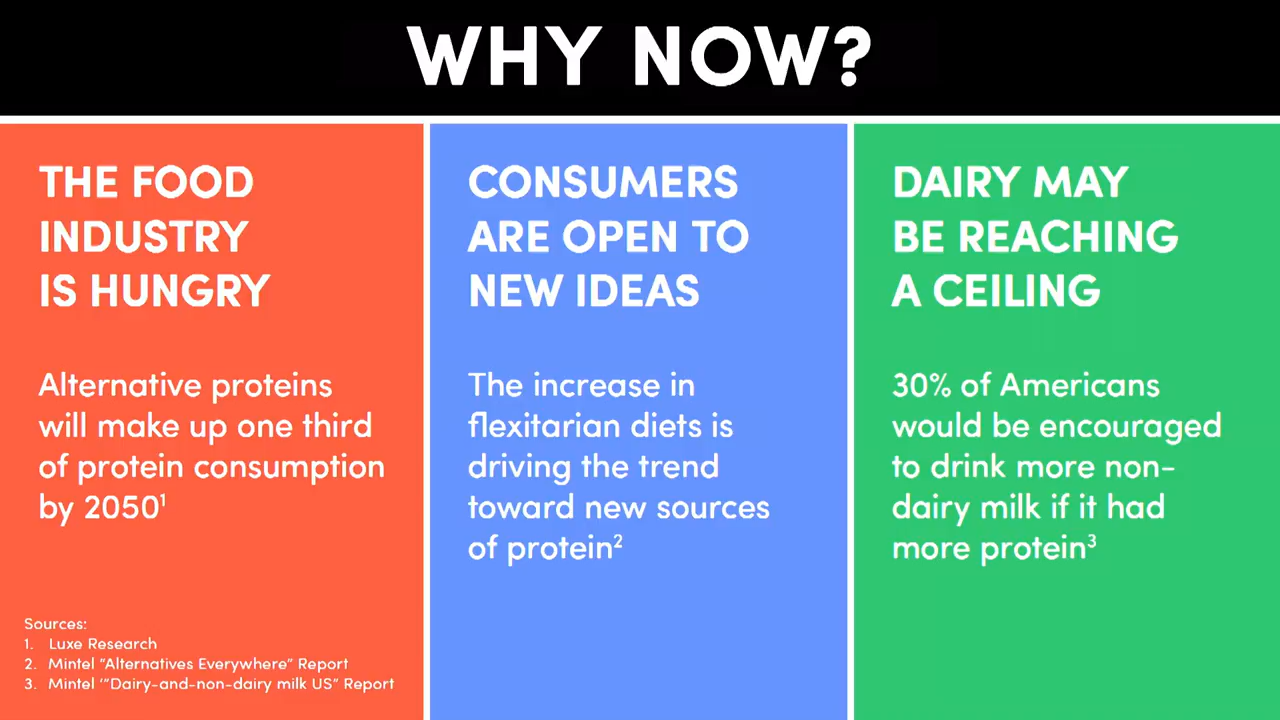 WHY NOW?
THE FOOD
INDUSTRY
IS HUNGRY
Alternative proteins
will make up one third
of protein consumption
by 2050¹
Sources:
1. Luxe Research
2. Mintel "Alternatives Everywhere" Report
3. Mintel '"Dairy-and-non-dairy milk US" Report
CONSUMERS
ARE OPEN TO
NEW IDEAS
The increase in
flexitarian diets is
driving the trend
toward new sources
of protein²
DAIRY MAY
BE REACHING
A CEILING
30% of Americans
would be encouraged
to drink more non-
dairy milk if it had
more protein³